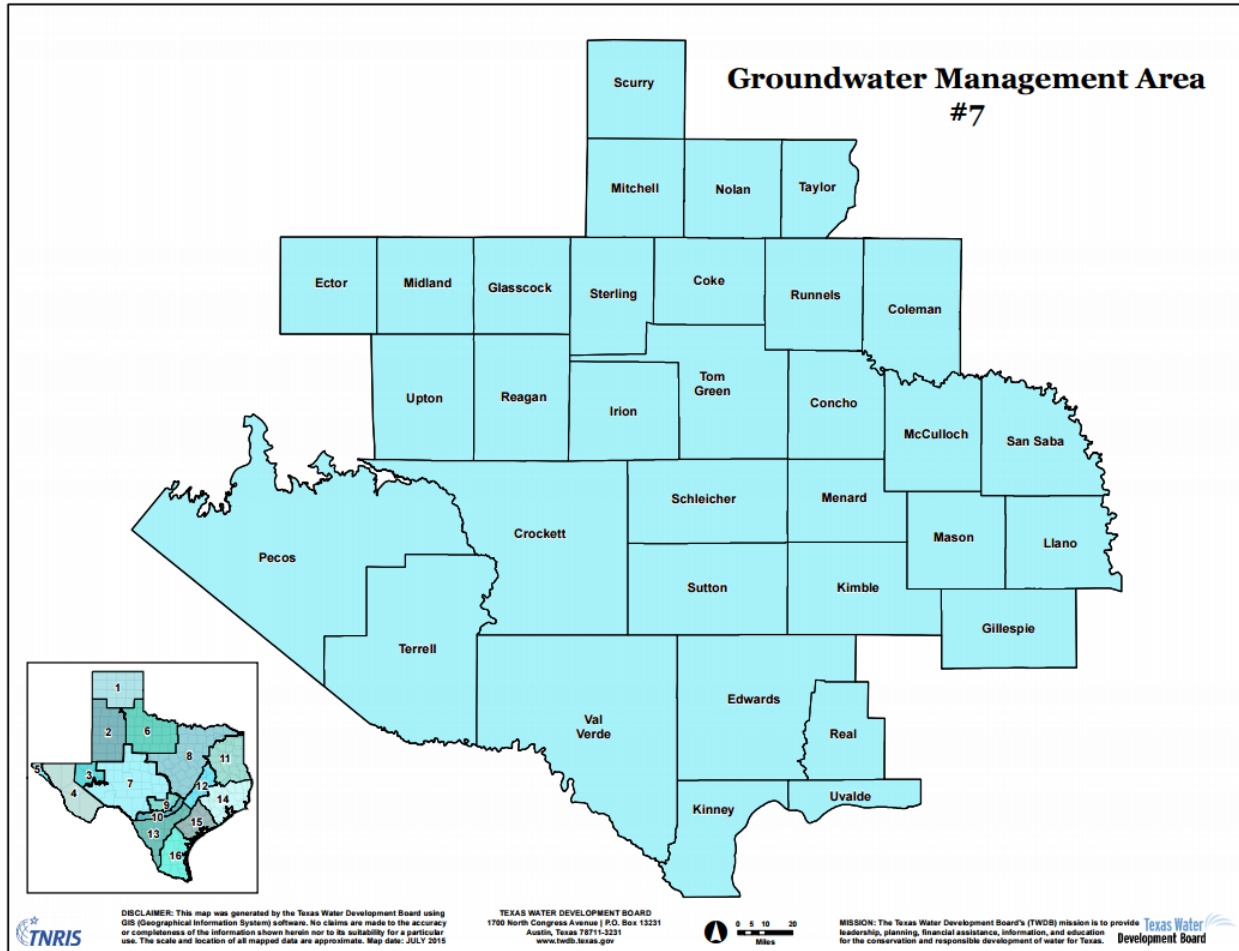 Groundwater Management Area
#7
Scurry
Mitchell
Nolan
Taylor
Ector
Midland
Glasscock
Sterling
Coke
Runnels
Coleman
Upton
Reagan
Irion
Tom
Green
Concho
McCulloch
San Saba
Pecos
Crockett
Schleicher
Menard
Mason
Llano
Terrell
Sutton
Kimble
Gillespie
Val
Verde
Edwards
Real
Kinney
Uvalde
1
2
6
8
11
5
3
7
4
12
14
9
10
15
13
16
TNRIS
DISCLAIMER: This map was generated by the Texas Water Development Board using
GIS (Geographical Information System) software. No claims are made to the accuracy
or completeness of the information shown herein nor to its suitability for a particular
use. The scale and location of all mapped data are approximate. Map date: JULY 2015
TEXAS WATER DEVELOPMENT BOARD
1700 North Congress Avenue | P.O. Box 13231
Austin, Texas 78711-3231
www.twdb.texas.gov
0 5 10 20
Miles
MISSION: The Texas Water Development Board's (TWDB) mission is to provide
leadership, planning, financial assistance, information, and education
for the conservation and responsible development of water for Texas.
Texas Water
Development Board